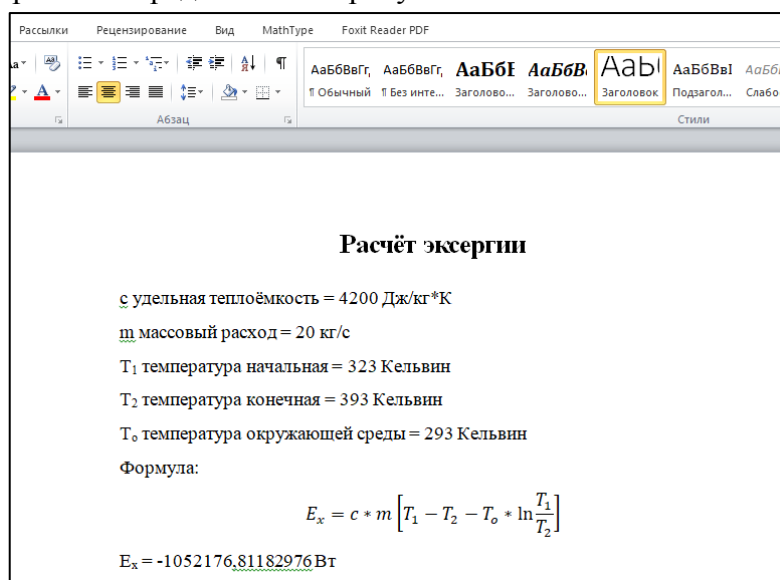 Рассылки Рецензирование Вид MathType Foxit Reader PDF
АаБбВвГг, АаБбВвГг, АаБбЕ АаБбВ АаЫ АаБбВвІ АаБб
¶ Обычный ¶ Без инте... Заголово... Заголово... Заголовок Подзагол... Слабо
Абзац Стили
Расчёт эксергии
c удельная теплоёмкость = 4200 Дж/кг*К
m массовый расход = 20 кг/с
T₁ температура начальная = 323 Кельвин
T₂ температура конечная = 393 Кельвин
Tₒ температура окружающей среды = 293 Кельвин
Формула:
Eₓ = c * m [T₁ − T₂ − Tₒ * ln T₁/T₂]
Eₓ = -1052176,81182976 Вт